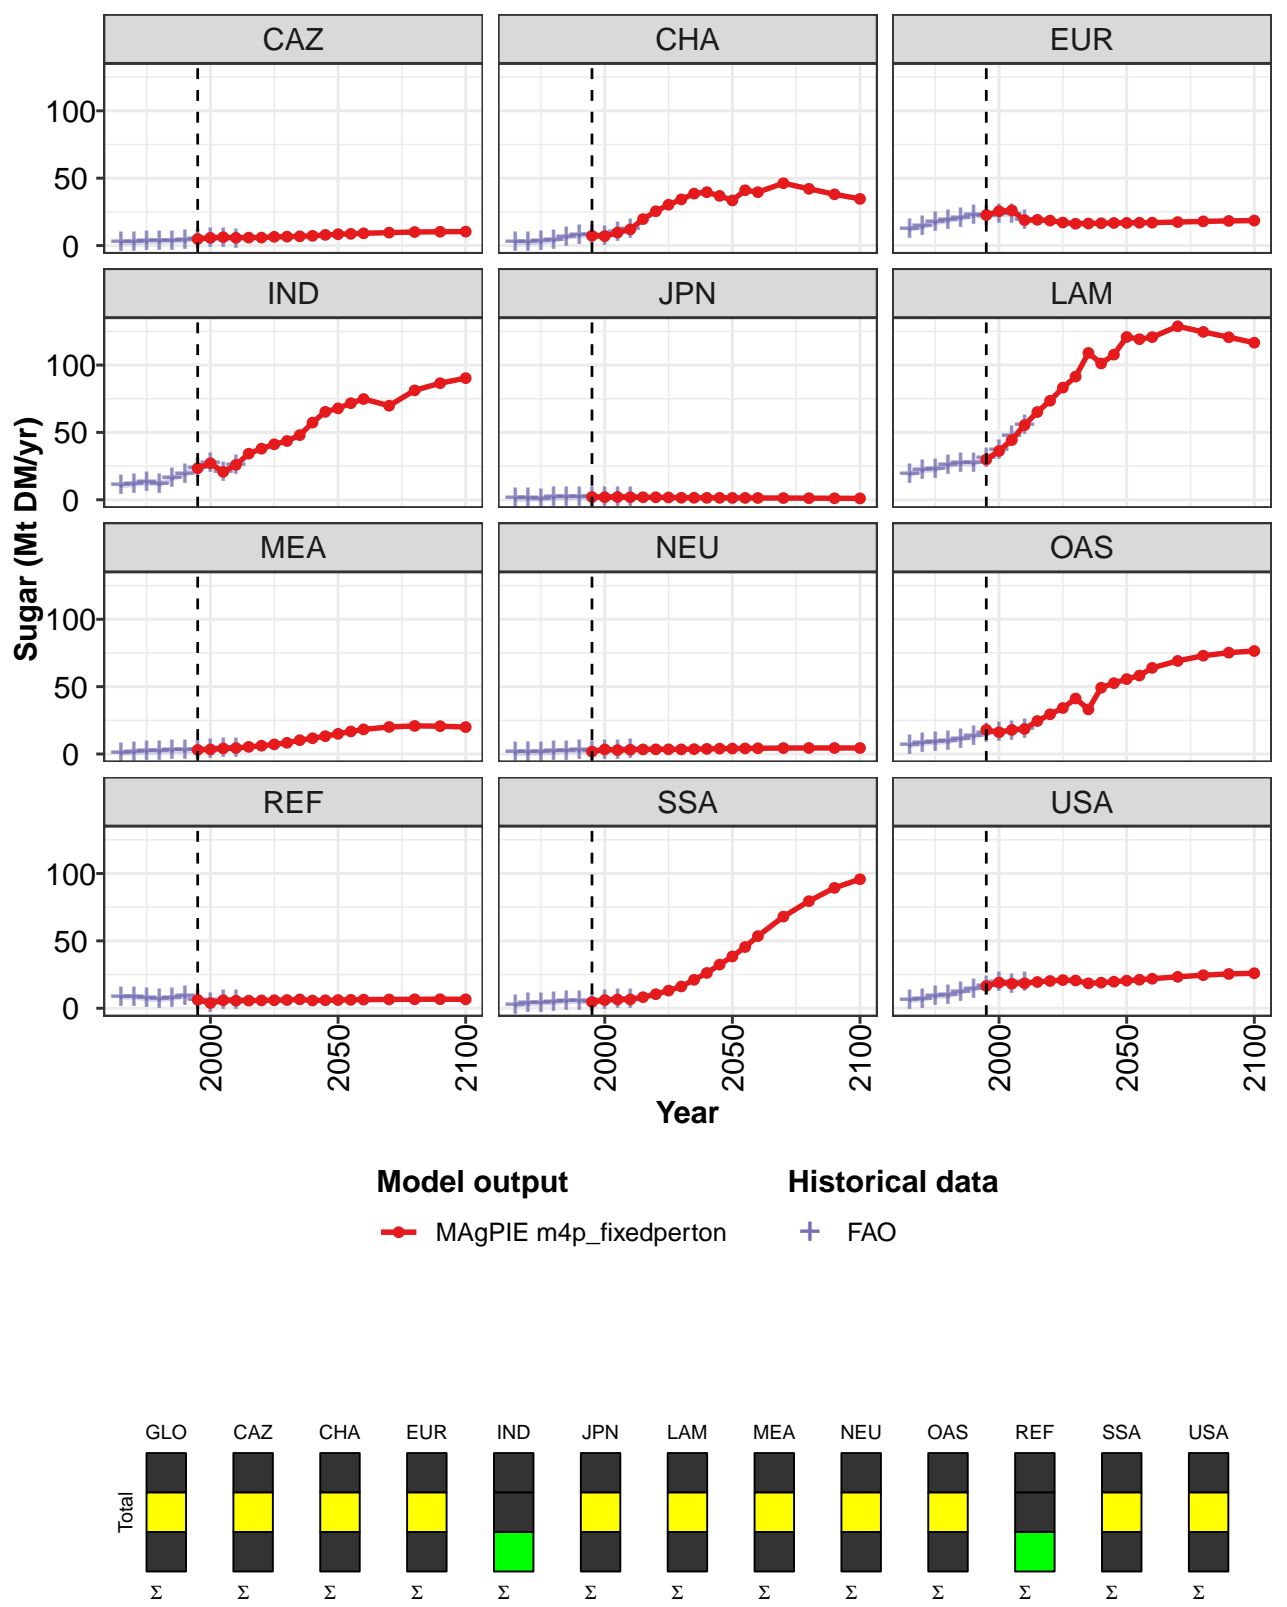 CAZ CHA EUR
100
50
0
IND JPN LAM
100
50
0
MEA NEU OAS
100
50
0
REF SSA USA
100
50
0
Sugar (Mt DM/yr)
2000 2050 2100 2000 2050 2100 2000 2050 2100
Year
Model output Historical data
MAgPIE m4p_fixedperton FAO
GLO CAZ CHA EUR IND JPN LAM MEA NEU OAS REF SSA USA
Total
Σ Σ Σ Σ Σ Σ Σ Σ Σ Σ Σ Σ Σ